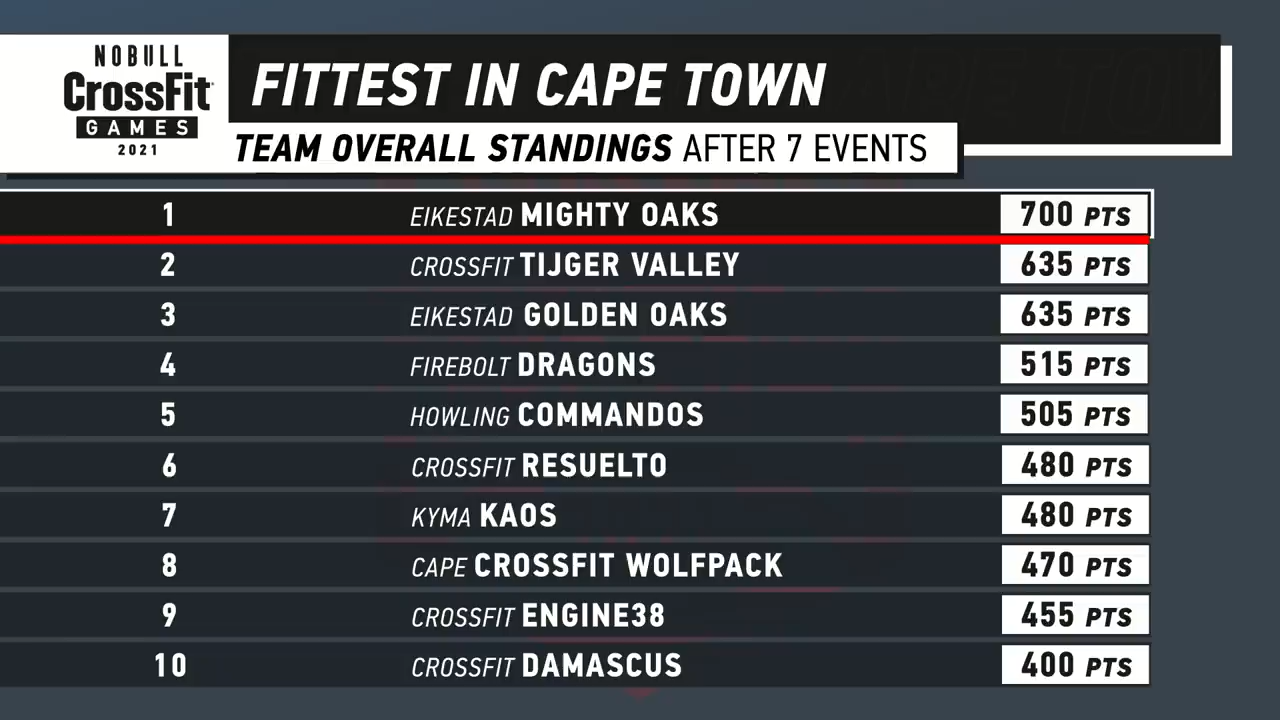 NOBULL
CrossFit
GAMES
2021
FITTEST IN CAPE TOWN
TEAM OVERALL STANDINGS AFTER 7 EVENTS
1 EIKESTAD MIGHTY OAKS 700 PTS
2 CROSSFIT TIJGER VALLEY 635 PTS
3 EIKESTAD GOLDEN OAKS 635 PTS
4 FIREBOLT DRAGONS 515 PTS
5 HOWLING COMMANDOS 505 PTS
6 CROSSFIT RESUELTO 480 PTS
7 KYMA KAOS 480 PTS
8 CAPE CROSSFIT WOLFPACK 470 PTS
9 CROSSFIT ENGINE38 455 PTS
10 CROSSFIT DAMASCUS 400 PTS